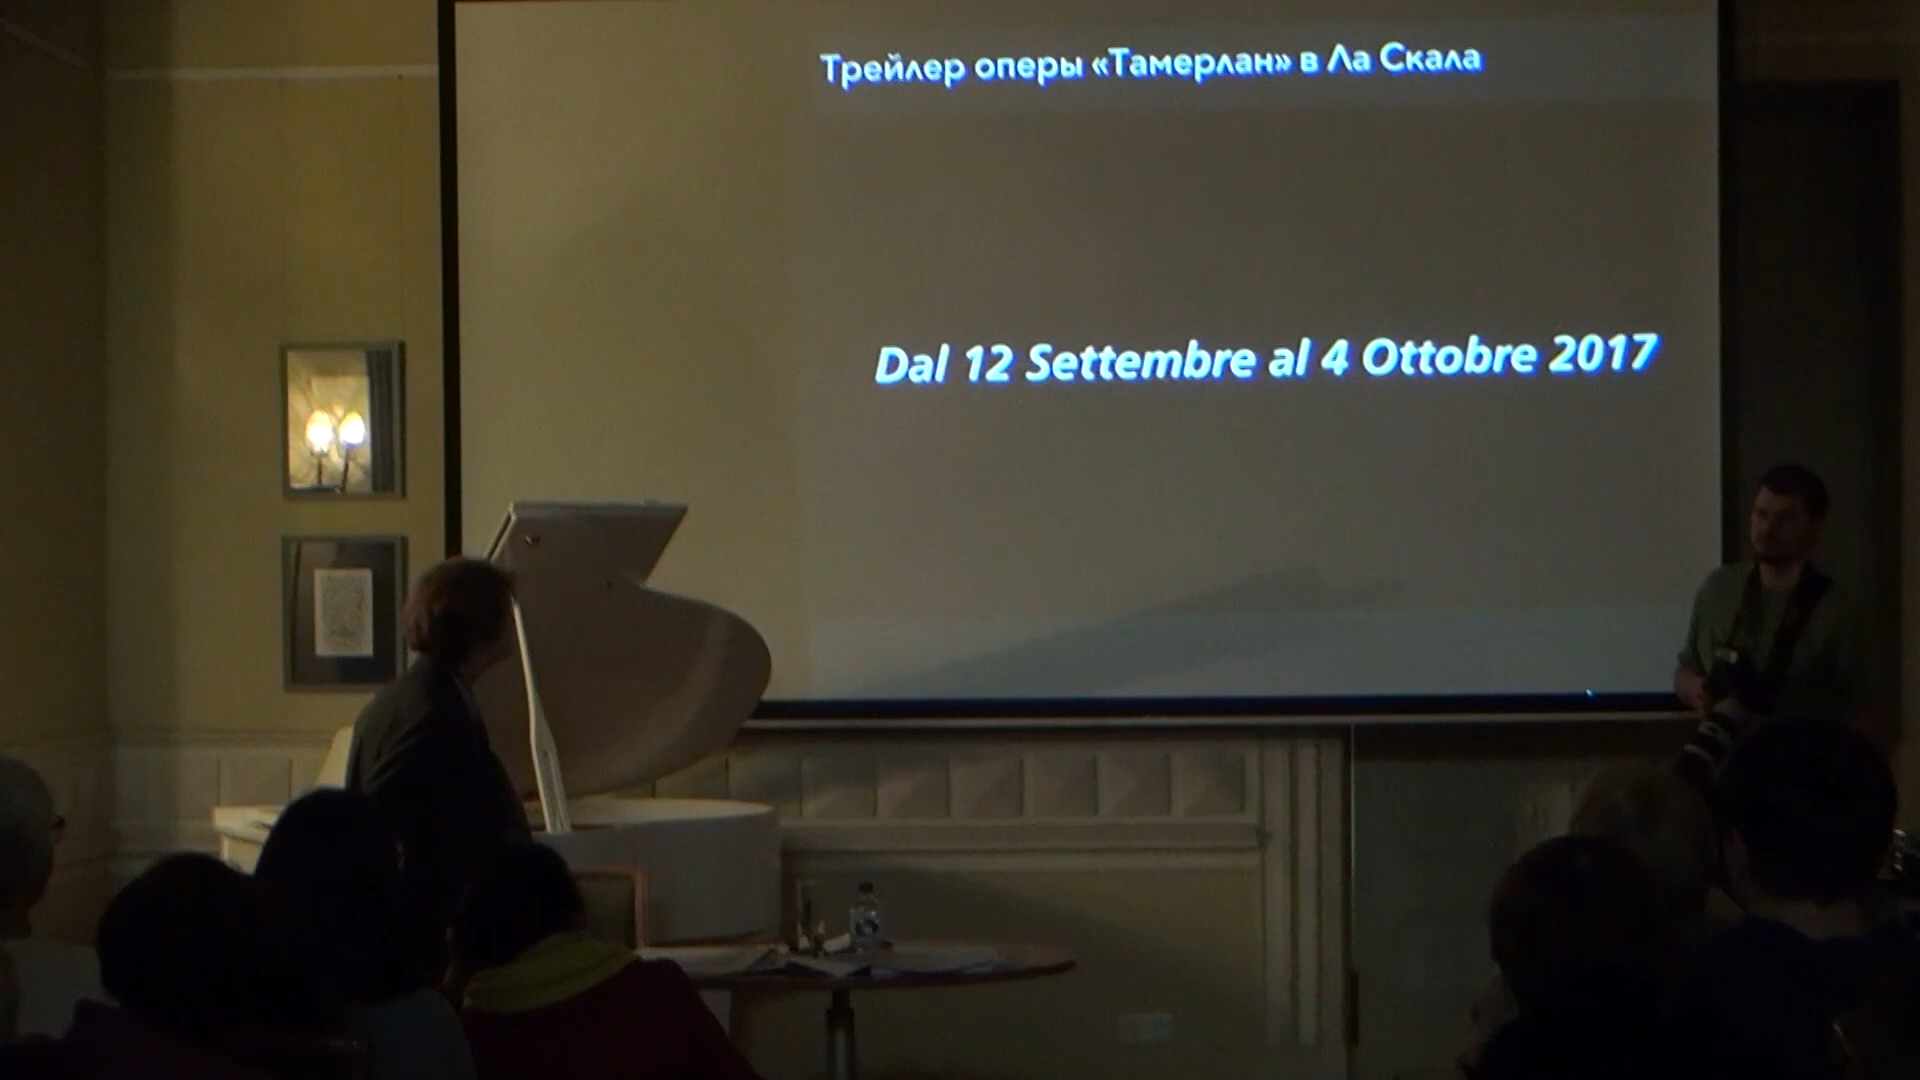 Трейлер оперы «Тамерлан» в Ла Скала
Dal 12 Settembre al 4 Ottobre 2017